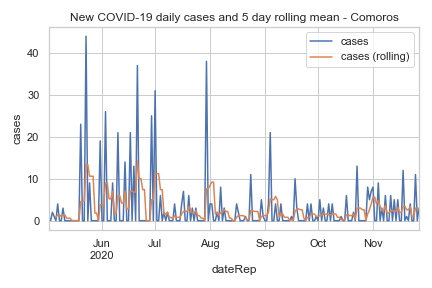 New COVID-19 daily cases and 5 day rolling mean - Comoros
cases
cases (rolling)
cases
40
30
20
10
0
Jun
2020
Jul
Aug
Sep
Oct
Nov
dateRep